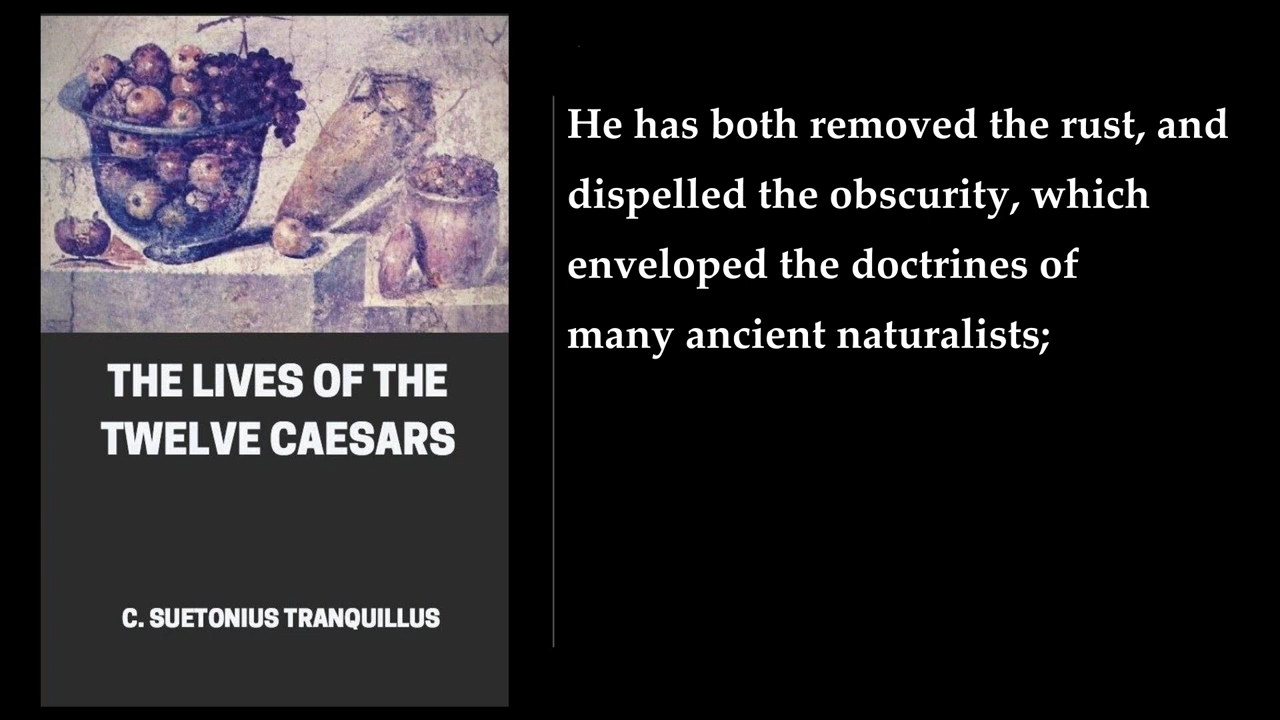 THE LIVES OF THE
TWELVE CAESARS
C. SUETONIUS TRANQUILLUS
He has both removed the rust, and
dispelled the obscurity, which
enveloped the doctrines of
many ancient naturalists;